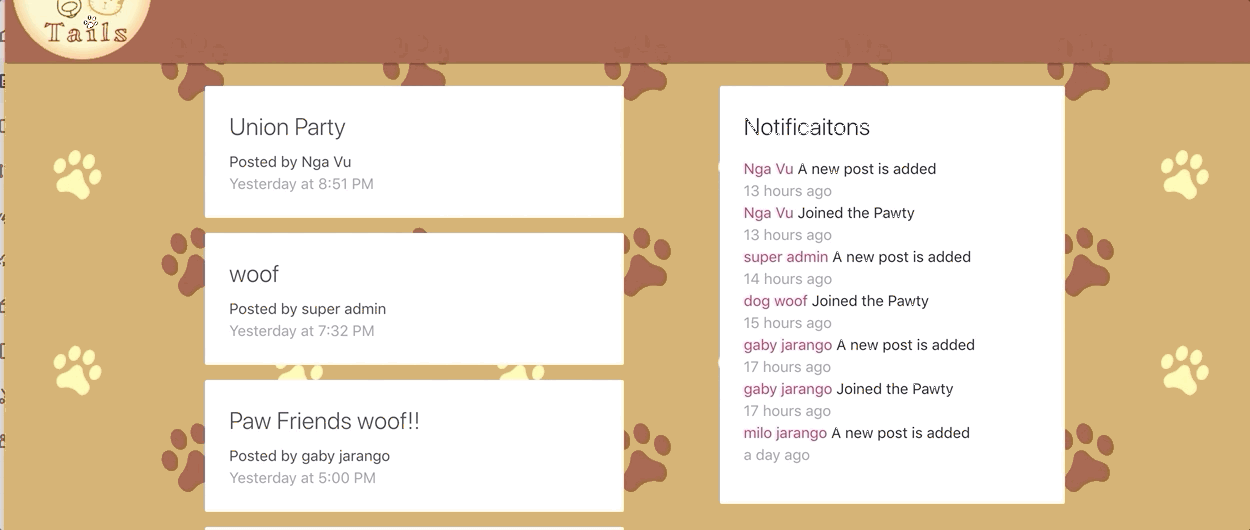 Tails
Union Party
Posted by Nga Vu
Yesterday at 8:51 PM
woof
Posted by super admin
Yesterday at 7:32 PM
Paw Friends woof!!
Posted by gaby jarango
Yesterday at 5:00 PM
Notificaitons
Nga Vu A new post is added
13 hours ago
Nga Vu Joined the Pawty
13 hours ago
super admin A new post is added
14 hours ago
dog woof Joined the Pawty
15 hours ago
gaby jarango A new post is added
17 hours ago
gaby jarango Joined the Pawty
17 hours ago
milo jarango A new post is added
a day ago